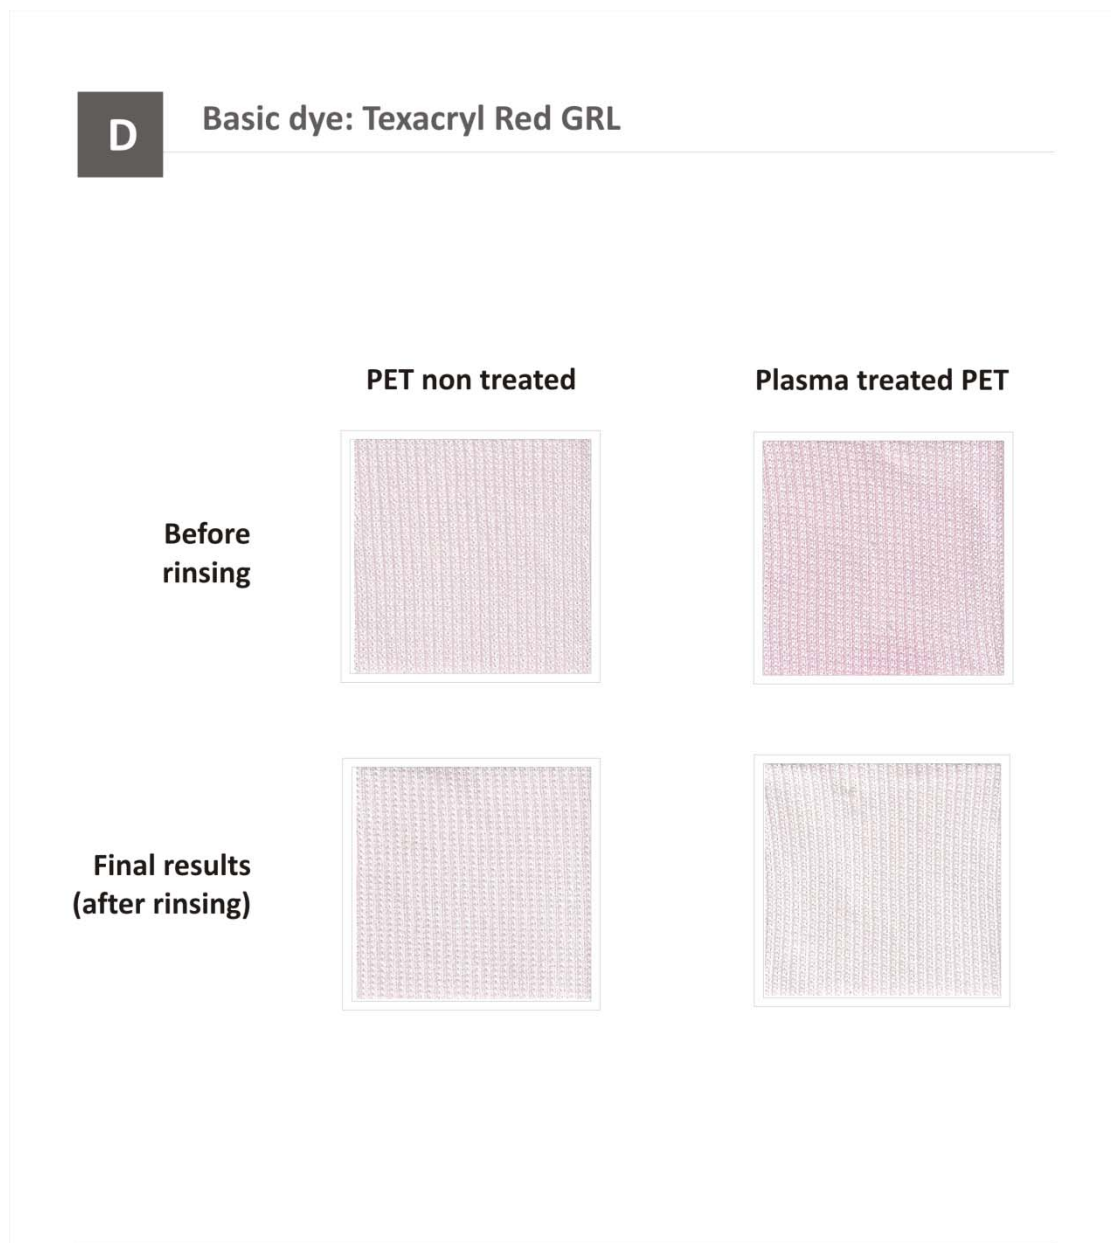 D
Basic dye: Texacryl Red GRL
PET non treated
Plasma treated PET
Before
rinsing
Final results
(after rinsing)